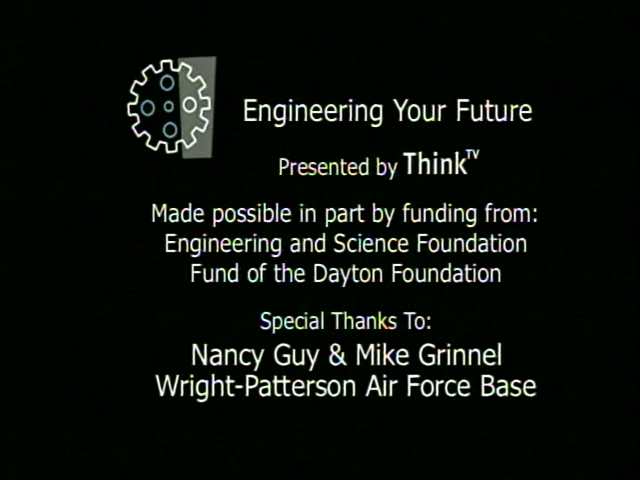 Engineering Your Future
Presented by ThinkTV
Made possible in part by funding from:
Engineering and Science Foundation
Fund of the Dayton Foundation
Special Thanks To:
Nancy Guy & Mike Grinnel
Wright-Patterson Air Force Base